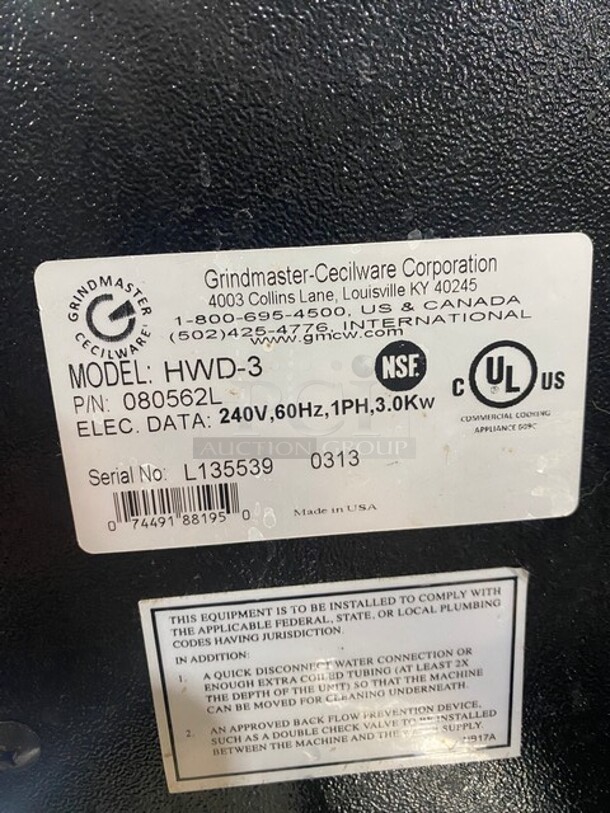 GRINDMASTER
CECILWARE
Grindmaster-Cecilware Corporation
4003 Collins Lane, Louisville KY 40245
1-800-695-4500, US & CANADA
(502)425-4776, INTERNATIONAL
www.gmcw.com
MODEL: HWD-3
NSF
C UL US
P/N: 080562L
ELEC. DATA: 240V,60Hz,1PH,3.0Kw
COMMERCIAL COOKING
APPLIANCE
AUCTION GROUP
Serial No: L135539 0313
0 74491 88195 0
Made in USA
THIS EQUIPMENT IS TO BE INSTALLED TO COMPLY WITH
THE APPLICABLE FEDERAL, STATE, OR LOCAL PLUMBING
CODES HAVING JURISDICTION.
IN ADDITION:
1. A QUICK DISCONNECT WATER CONNECTION OR
ENOUGH EXTRA COILED TUBING (AT LEAST 2X
THE DEPTH OF THE UNIT) SO THAT THE MACHINE
CAN BE MOVED FOR CLEANING UNDERNEATH.
2. AN APPROVED BACK FLOW PREVENTION DEVICE,
SUCH AS A DOUBLE CHECK VALVE TO BE INSTALLED
BETWEEN THE MACHINE AND THE WATER SUPPLY.